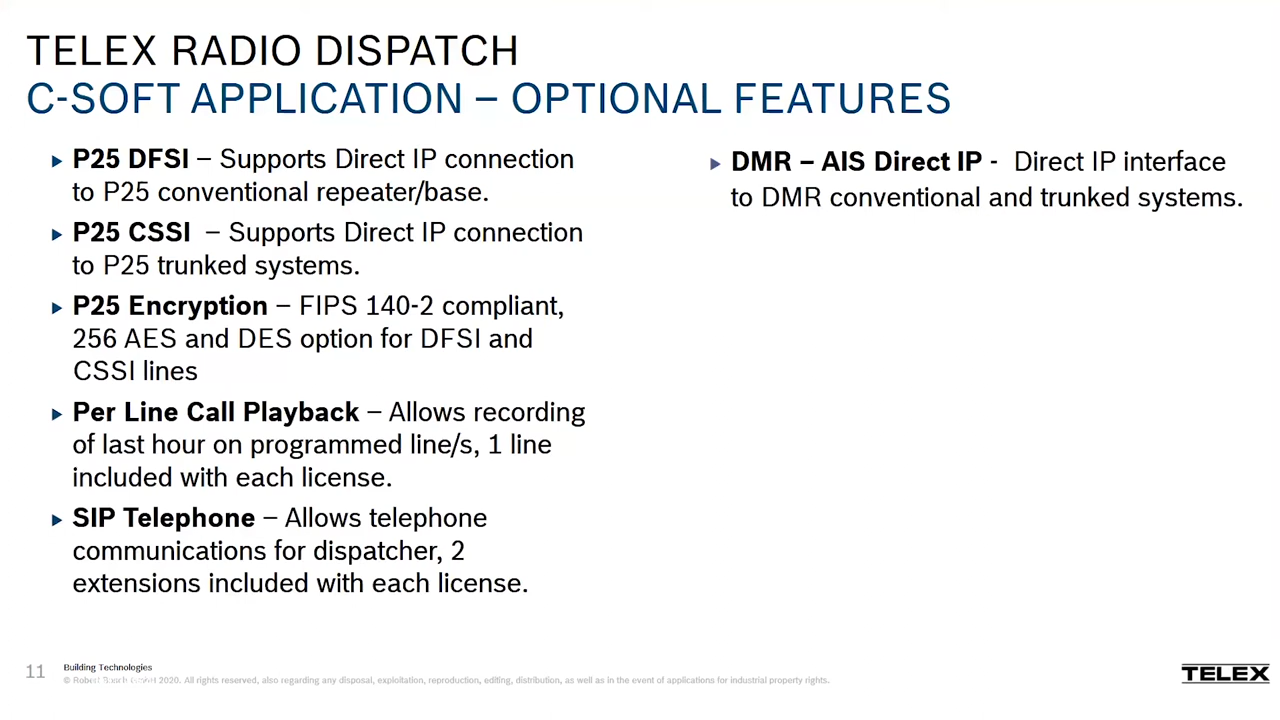 TELEX RADIO DISPATCH
C-SOFT APPLICATION – OPTIONAL FEATURES
P25 DFSI – Supports Direct IP connection
to P25 conventional repeater/base.
P25 CSSI – Supports Direct IP connection
to P25 trunked systems.
P25 Encryption – FIPS 140-2 compliant,
256 AES and DES option for DFSI and
CSSI lines
Per Line Call Playback – Allows recording
of last hour on programmed line/s, 1 line
included with each license.
SIP Telephone – Allows telephone
communications for dispatcher, 2
extensions included with each license.
DMR – AIS Direct IP - Direct IP interface
to DMR conventional and trunked systems.
11
Building Technologies
© Robert Bosch GmbH 2020. All rights reserved, also regarding any disposal, exploitation, reproduction, editing, distribution, as well as in the event of applications for industrial property rights.
TELEX